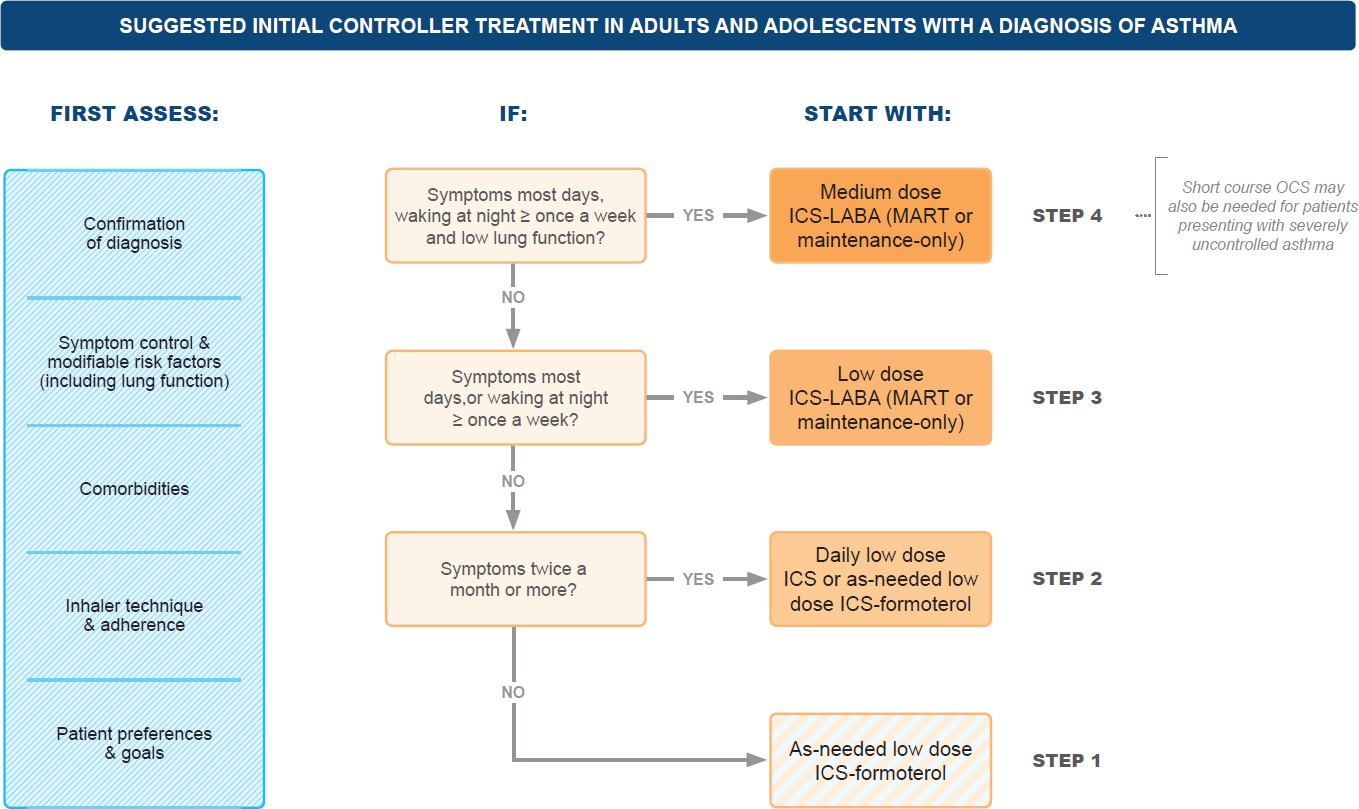 SUGGESTED INITIAL CONTROLLER TREATMENT IN ADULTS AND ADOLESCENTS WITH A DIAGNOSIS OF ASTHMA
FIRST ASSESS:
IF:
START WITH:
Confirmation
of diagnosis
Symptom control &
modifiable risk factors
(including lung function)
Comorbidities
Inhaler technique
& adherence
Patient preferences
& goals
Symptoms most days,
waking at night ≥ once a week
and low lung function?
YES
Medium dose
ICS-LABA (MART or
maintenance-only)
STEP 4
Short course OCS may
also be needed for patients
presenting with severely
uncontrolled asthma
NO
Symptoms most
days,or waking at night
≥ once a week?
YES
Low dose
ICS-LABA (MART or
maintenance-only)
STEP 3
NO
Symptoms twice a
month or more?
YES
Daily low dose
ICS or as-needed low
dose ICS-formoterol
STEP 2
NO
As-needed low dose
ICS-formoterol
STEP 1